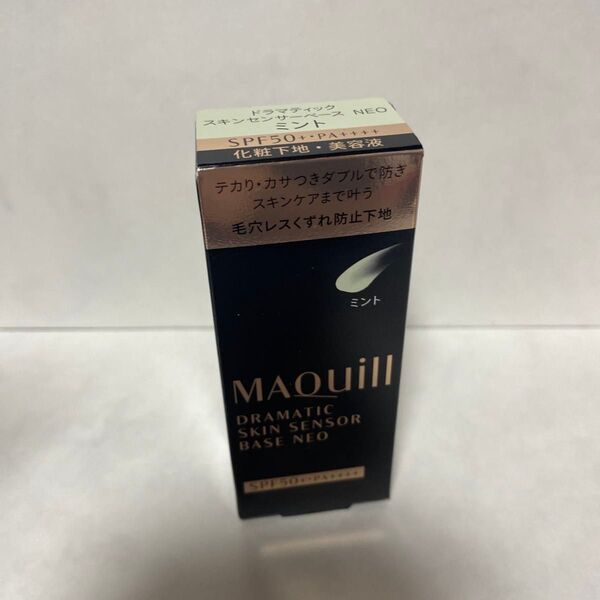 ドラマティック
スキンセンサーベース NEO
ミント
SPF50+・PA++++
化粧下地・美容液
テカり・カサつきダブルで防ぎ
スキンケアまで叶う
毛穴レスくずれ防止下地
ミント
MAQuill
DRAMATIC
SKIN SENSOR
BASE NEO
SPF50+・PA++++